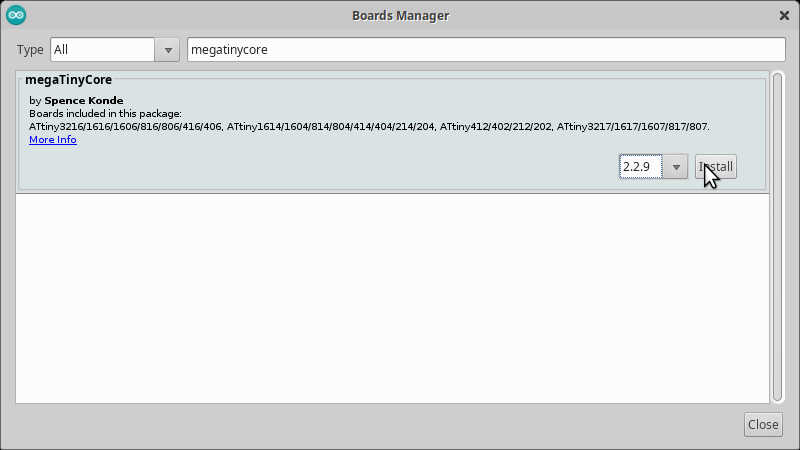 Boards Manager
Type All megatinycore
megaTinyCore
by Spence Konde
Boards included in this package:
ATtiny3216/1616/1606/816/806/416/406, ATtiny1614/1604/814/804/414/404/214/204, ATtiny412/402/212/202, ATtiny3217/1617/1607/817/807.
More Info
2.2.9 Install
Close